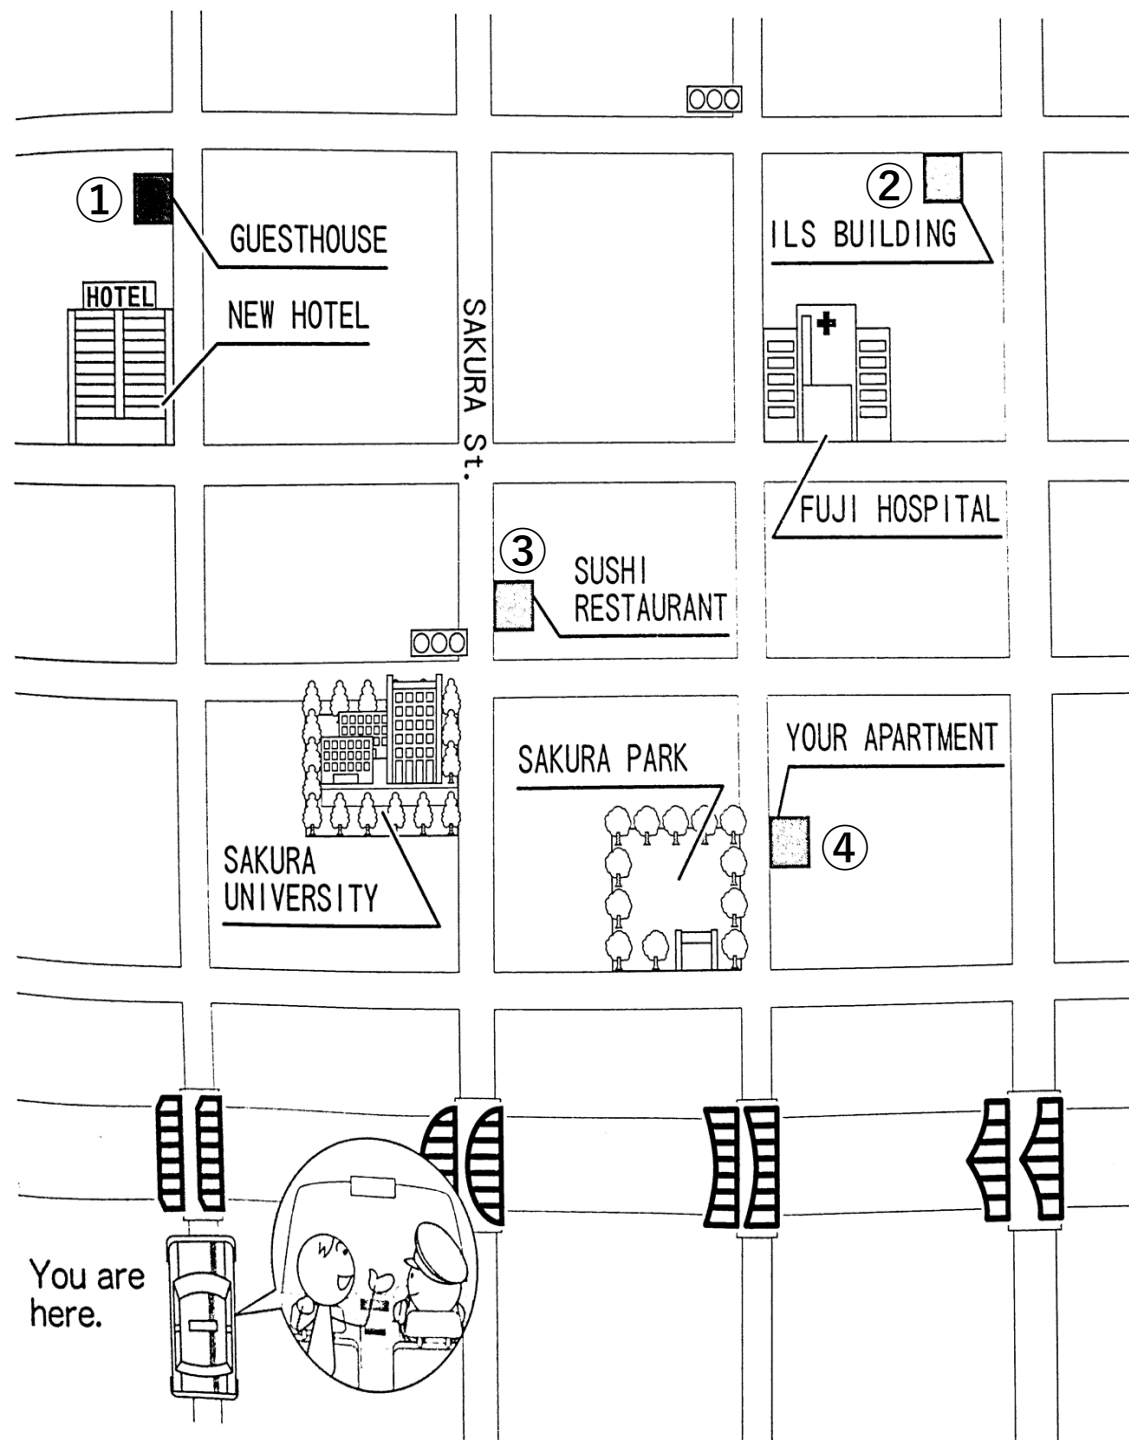 ①
GUESTHOUSE
HOTEL
NEW HOTEL
SAKURA St.
②
ILS BUILDING
FUJI HOSPITAL
③
SUSHI
RESTAURANT
SAKURA
UNIVERSITY
SAKURA PARK
YOUR APARTMENT
④
You are
here.